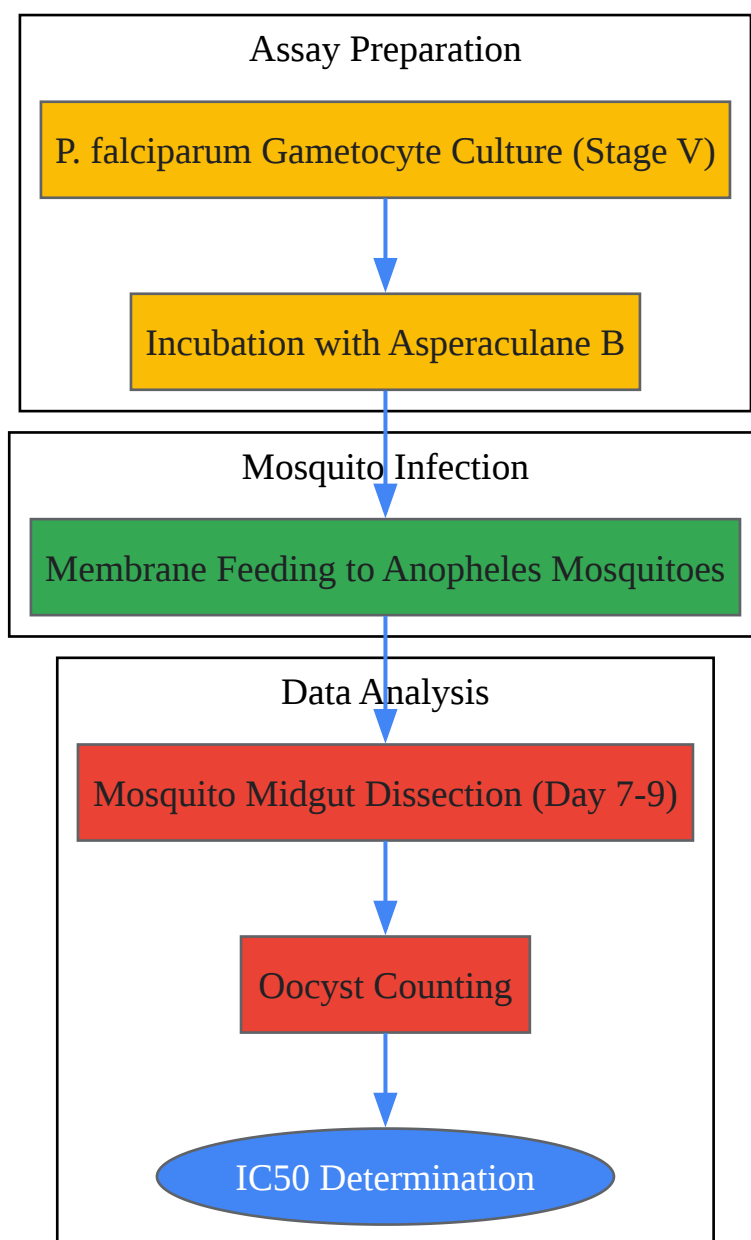 Assay Preparation
P. falciparum Gametocyte Culture (Stage V)
Incubation with Asperaculane B
Mosquito Infection
Membrane Feeding to Anopheles Mosquitoes
Data Analysis
Mosquito Midgut Dissection (Day 7-9)
Oocyst Counting
IC50 Determination